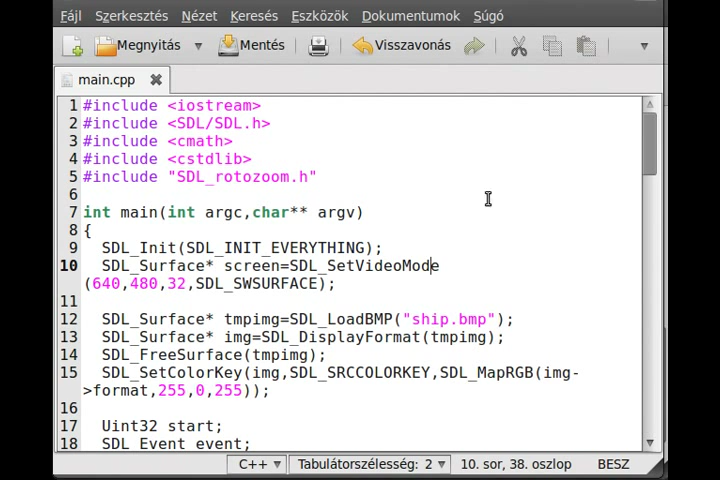 Fájl Szerkesztés Nézet Keresés Eszközök Dokumentumok Súgó
Megnyitás Mentés Visszavonás
main.cpp
1 #include <iostream>
2 #include <SDL/SDL.h>
3 #include <cmath>
4 #include <cstdlib>
5 #include "SDL_rotozoom.h"
6
7 int main(int argc,char** argv)
8 {
9 SDL_Init(SDL_INIT_EVERYTHING);
10 SDL_Surface* screen=SDL_SetVideoMode
(640,480,32,SDL_SWSURFACE);
11
12 SDL_Surface* tmpimg=SDL_LoadBMP("ship.bmp");
13 SDL_Surface* img=SDL_DisplayFormat(tmpimg);
14 SDL_FreeSurface(tmpimg);
15 SDL_SetColorKey(img,SDL_SRCCOLORKEY,SDL_MapRGB(img-
>format,255,0,255));
16
17 Uint32 start;
18 SDL_Event event;
C++ Tabulátorszélesség: 2 10. sor, 38. oszlop BESZ